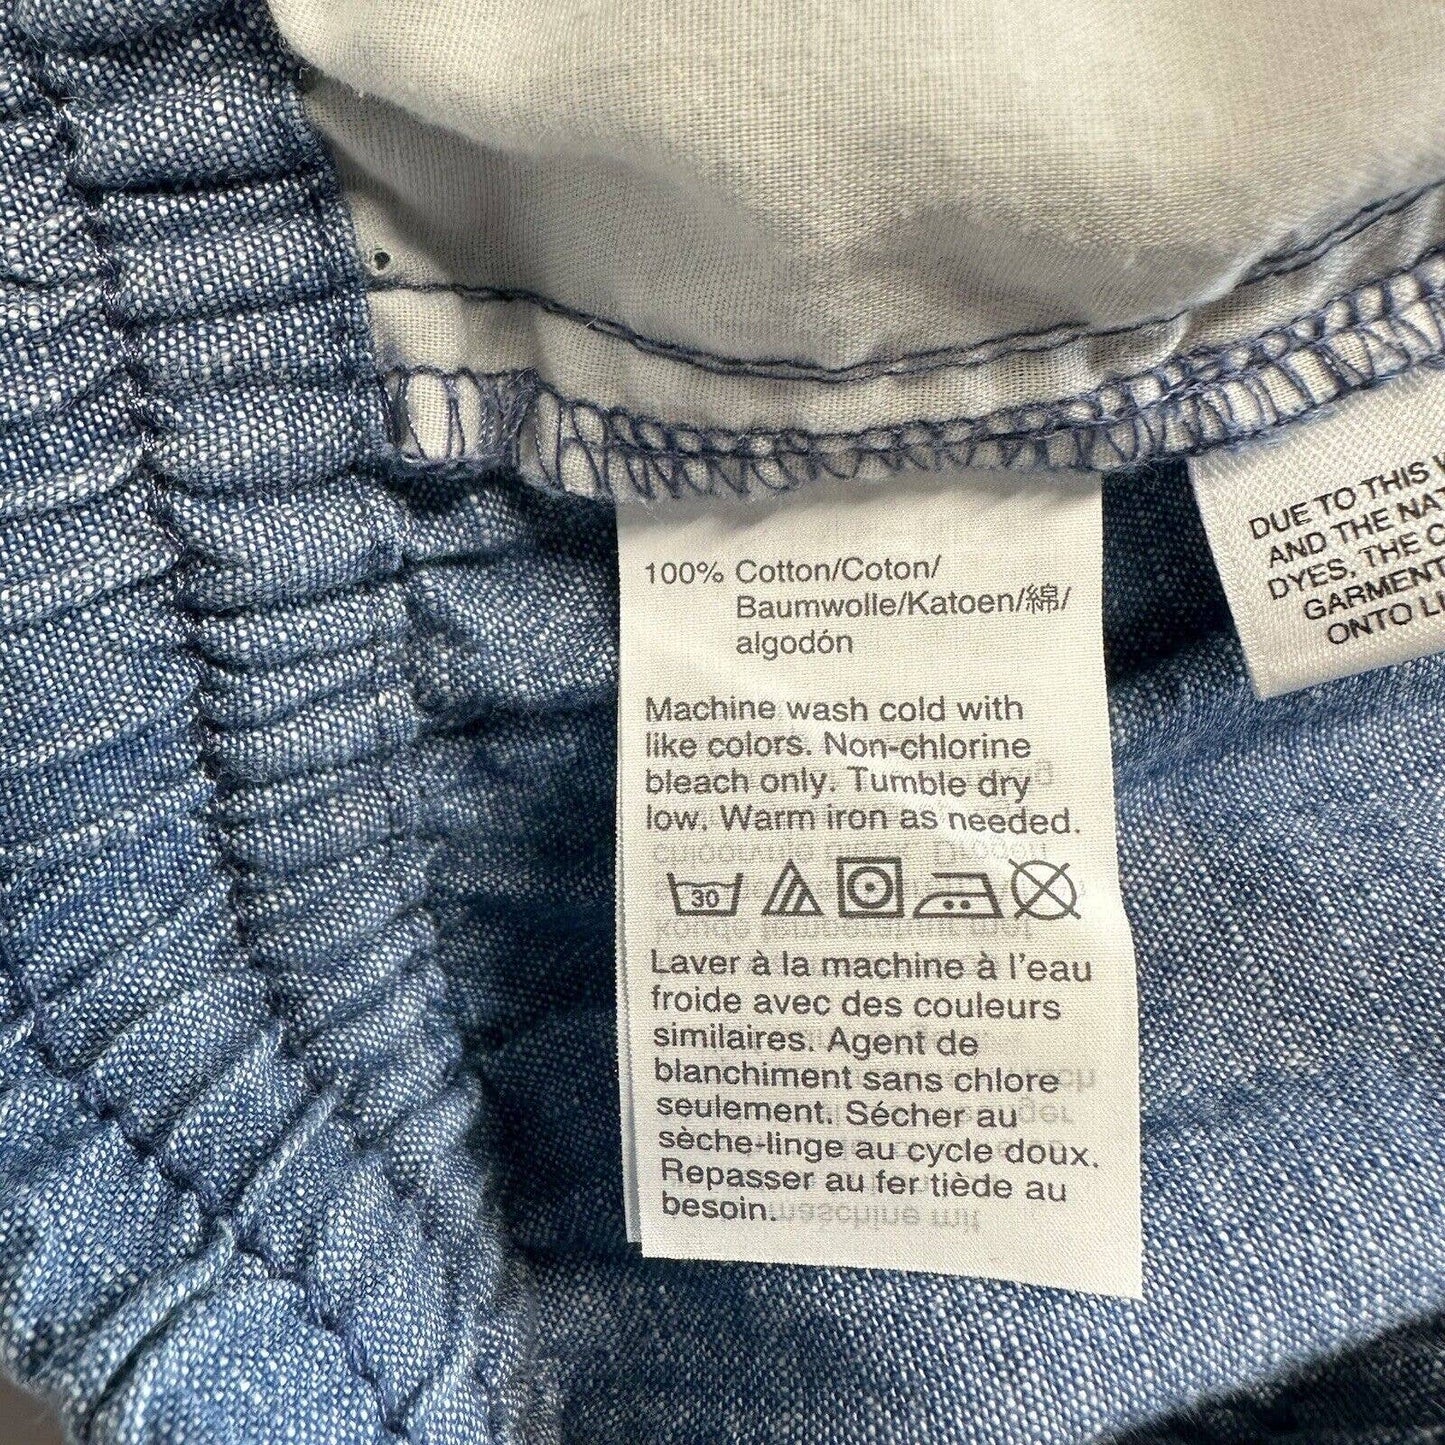 100% Cotton/Coton/
Baumwolle/Katoen/綿/
algodón
Machine wash cold with
like colors. Non-chlorine
bleach only. Tumble dry
low. Warm iron as needed.
30
Laver à la machine à l'eau
froide avec des couleurs
similaires. Agent de
blanchiment sans chlore
seulement. Sécher au
sèche-linge au cycle doux.
Repasser au fer tiède au
besoin.
DUE TO THIS
AND THE
DYES, THE
GARMENT
ONTO